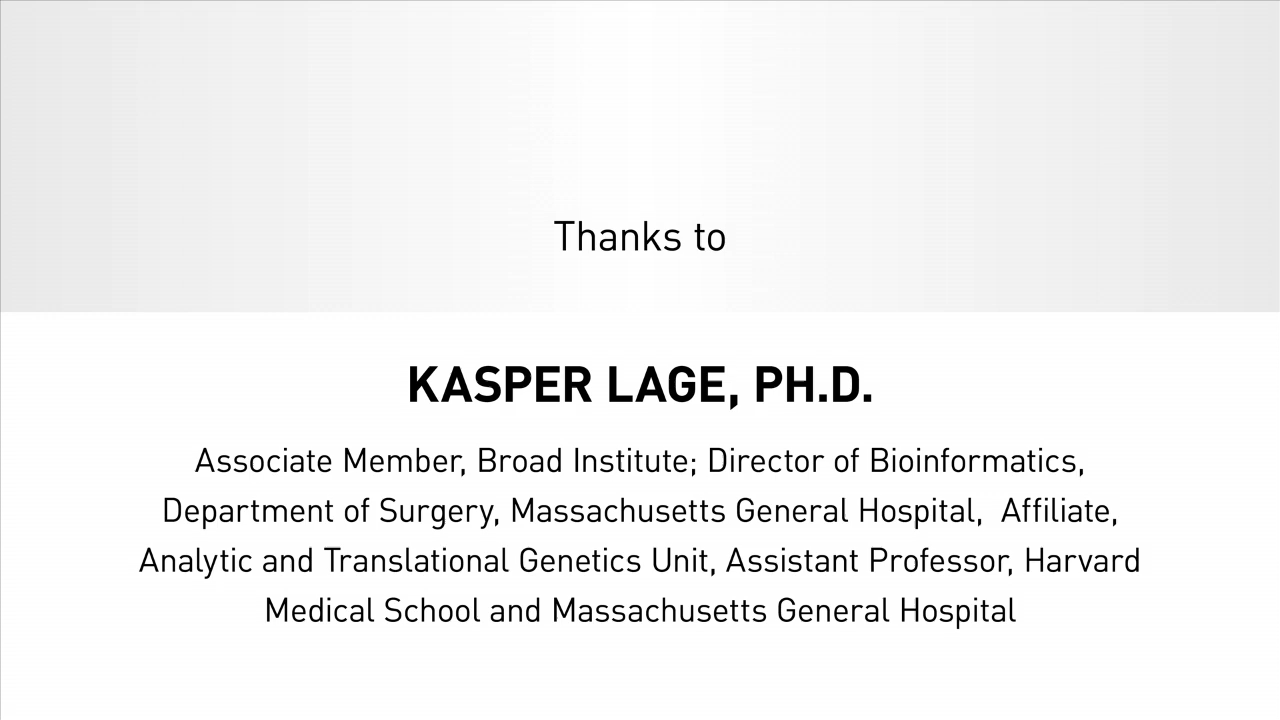 Thanks to
KASPER LAGE, PH.D.
Associate Member, Broad Institute; Director of Bioinformatics,
Department of Surgery, Massachusetts General Hospital,  Affiliate,
Analytic and Translational Genetics Unit, Assistant Professor, Harvard
Medical School and Massachusetts General Hospital